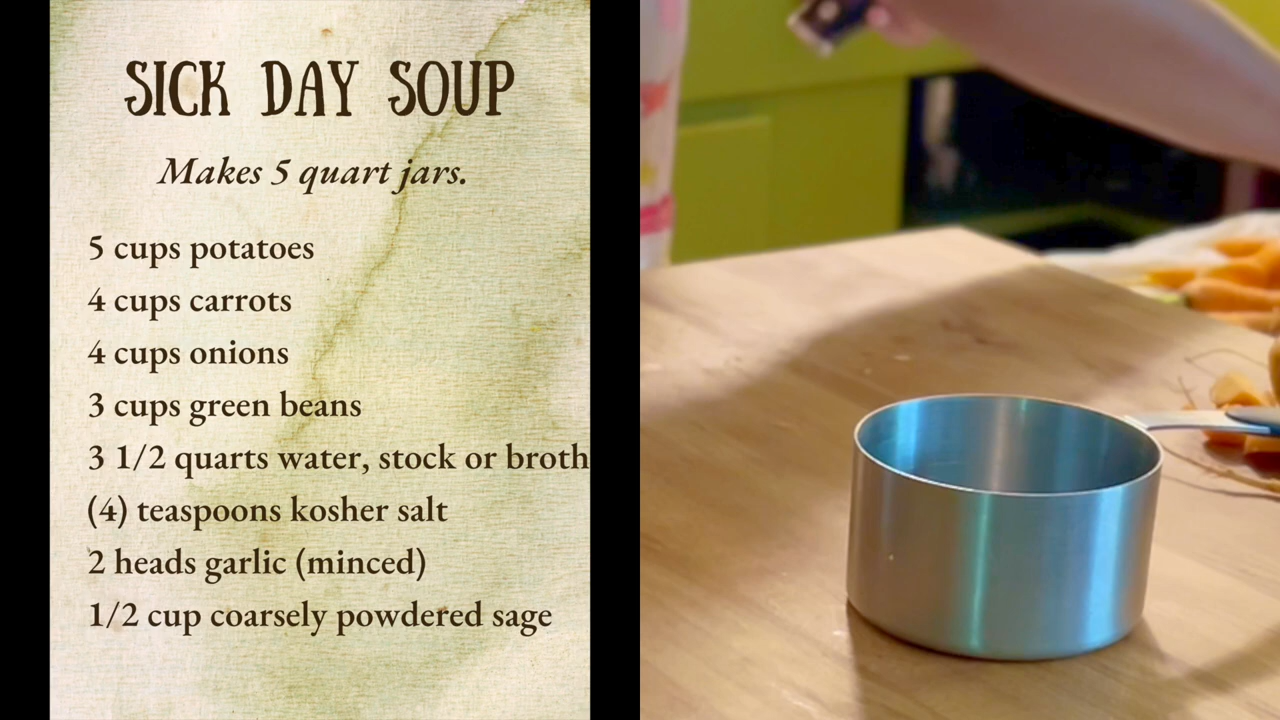 SICK DAY SOUP
Makes 5 quart jars.
5 cups potatoes
4 cups carrots
4 cups onions
3 cups green beans
3 1/2 quarts water, stock or broth
(4) teaspoons kosher salt
2 heads garlic (minced)
1/2 cup coarsely powdered sage